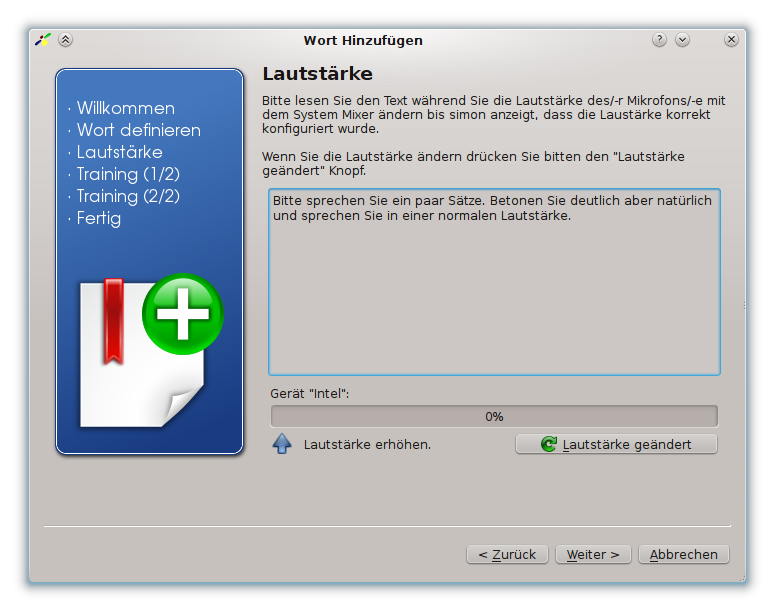 Wort Hinzufügen
· Willkommen
· Wort definieren
· Lautstärke
· Training (1/2)
· Training (2/2)
· Fertig
Lautstärke
Bitte lesen Sie den Text während Sie die Lautstärke des/-r Mikrofons/-e mit
dem System Mixer ändern bis simon anzeigt, dass die Laustärke korrekt
konfiguriert wurde.
Wenn Sie die Lautstärke ändern drücken Sie bitten den "Lautstärke
geändert" Knopf.
Bitte sprechen Sie ein paar Sätze. Betonen Sie deutlich aber natürlich
und sprechen Sie in einer normalen Lautstärke.
Gerät "Intel":
0%
Lautstärke erhöhen.
Lautstärke geändert
< Zurück
Weiter >
Abbrechen